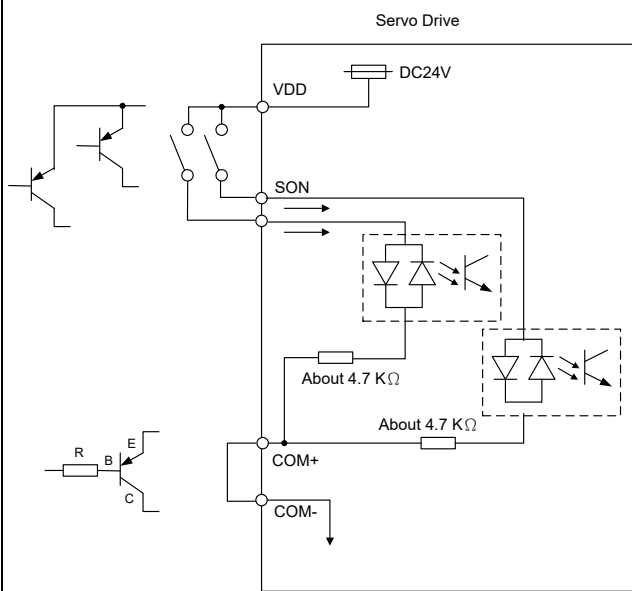 Servo Drive
DC24V
VDD
SON
About 4.7 KΩ
About 4.7 KΩ
R
B
E
C
COM+
COM-